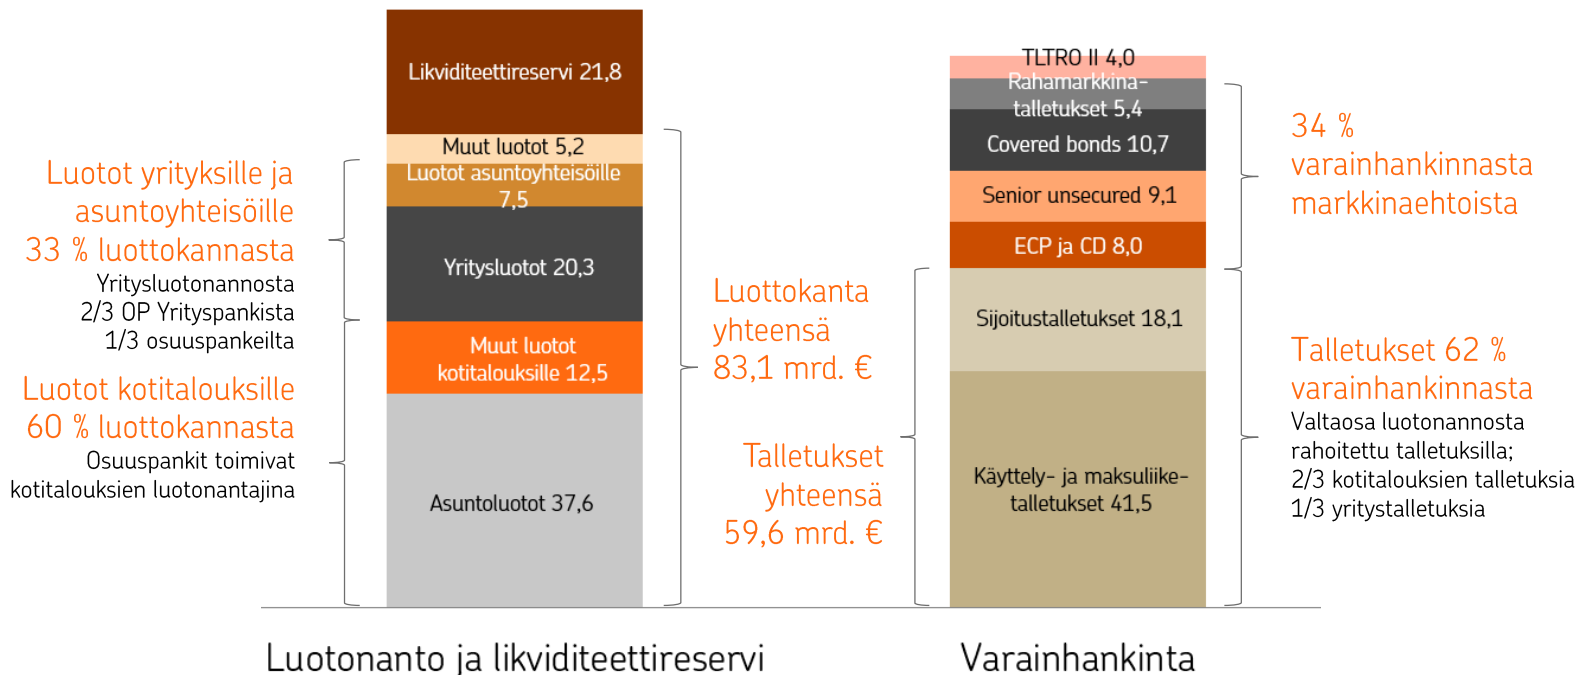 Likviditeettireservi 21,8
Muut luotot 5,2
Luotot asuntoyhteisöille
7,5
Yritysluotot 20,3
Muut luotot
kotitalouksille 12,5
Asuntoluotot 37,6
Luotot yrityksille ja
asuntoyhteisöille
33 % luottokannasta
Yritysluotonannosta
2/3 OP Yrityspankista
1/3 osuuspankeilta
Luotot kotitalouksille
60 % luottokannasta
Osuuspankit toimivat
kotitalouksien luotonantajina
Luottokanta
yhteensä
83,1 mrd. €
Talletukset
yhteensä
59,6 mrd. €
TLTRO II 4,0
Rahamarkkina-
talletukset 5,4
Covered bonds 10,7
Senior unsecured 9,1
ECP ja CD 8,0
Sijoitustalletukset 18,1
Käyttely- ja maksuliike-
talletukset 41,5
34 %
varainhankinnasta
markkinaehtoista
Talletukset 62 %
varainhankinnasta
Valtaosa luotonannosta
rahoitettu talletuksilla;
2/3 kotitalouksien talletuksia
1/3 yritystalletuksia
Luotonanto ja likviditeettireservi
Varainhankinta